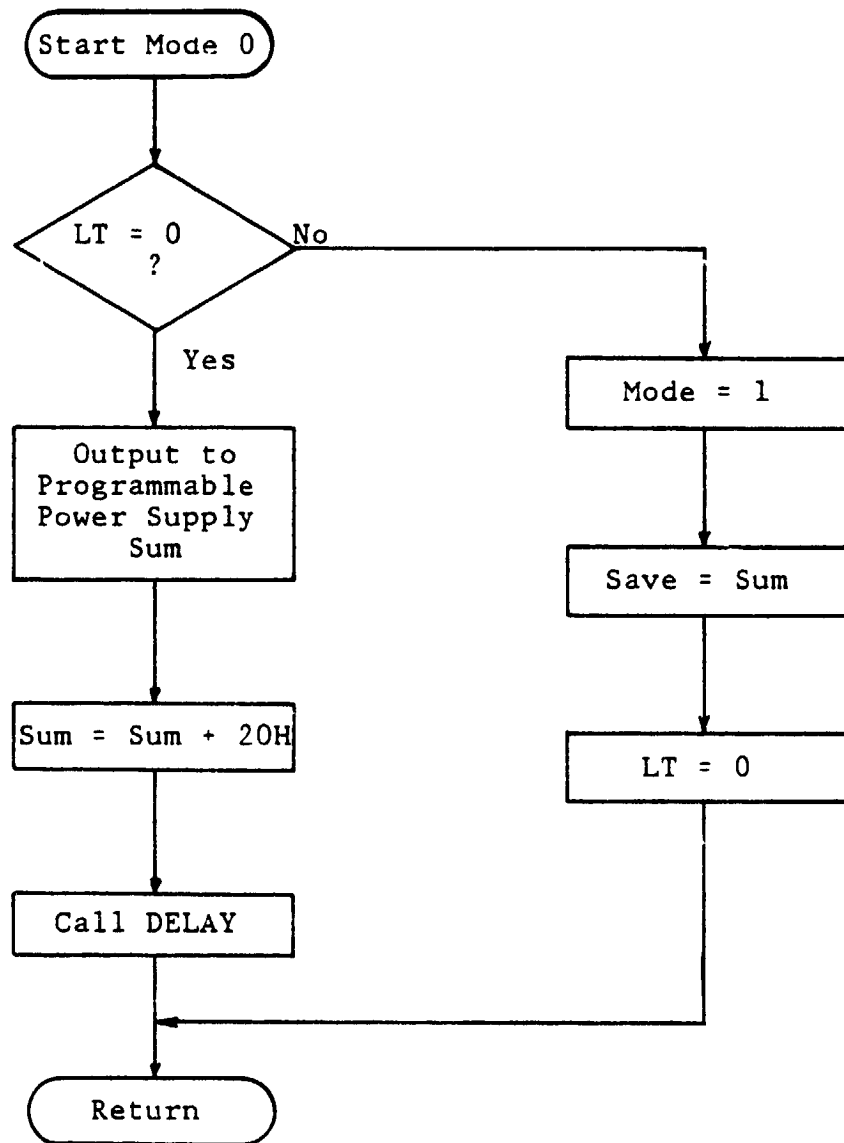 Start Mode 0
LT = 0
?
No
Yes
Mode = 1
Output to
Programmable
Power Supply
Sum
Save = Sum
Sum = Sum + 20H
LT = 0
Call DELAY
Return